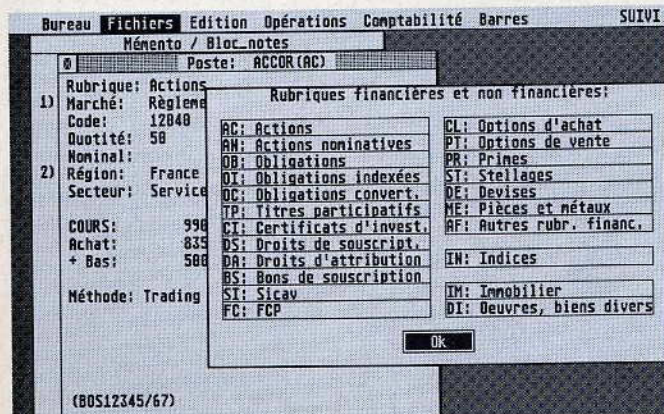 Bureau Fichiers Edition Opérations Comptabilité Barres SUIVI
Mémento / Bloc_notes
Poste: ACCOR(AC)
Rubrique: Actions
1) Marché: Règleme
Code: 12040
Quotité: 50
Nominal:
2) Région: France
Secteur: Service
COURS: 990
Achat: 835
+ Bas: 500
Méthode: Trading
(BOS12345/67)
Rubriques financières et non financières:
AC: Actions
AN: Actions nominatives
OB: Obligations
OI: Obligations indexées
OC: Obligations convert.
TP: Titres participatifs
CI: Certificats d'invest.
DS: Droits de souscript.
DA: Droits d'attribution
BS: Bons de souscription
SI: Sicav
FC: FCP
CL: Options d'achat
PT: Options de vente
PR: Primes
ST: Stellages
DE: Devises
ME: Pièces et métaux
AF: Autres rubr. financ.
IN: Indices
IM: Immobilier
DI: Oeuvres, biens divers
Ok